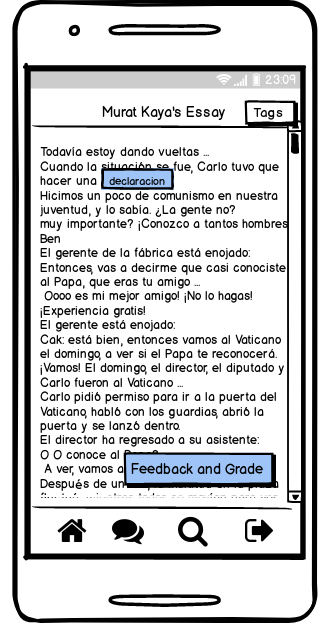 23:09
Murat Kaya's Essay
Tags
Todavía estoy dando vueltas ...
Cuando la situación se fue, Carlo tuvo que
hacer una declaracion
Hicimos un poco de comunismo en nuestra
juventud, y lo sabía. ¿La gente no?
muy importante? ¡Conozco a tantos hombres
Ben
El gerente de la fábrica está enojado:
Entonces, vas a decirme que casi conociste
al Papa, que eras tu amigo ...
Oooo es mi mejor amigo! ¡No lo hagas!
¡Experiencia gratis!
El gerente está enojado:
Cak: está bien, entonces vamos al Vaticano
el domingo, a ver si el Papa te reconocerá.
¡Vamos! El domingo, el director, el diputado y
Carlo fueron al Vaticano ...
Carlo pidió permiso para ir a la puerta del
Vaticano, habló con los guardias, abrió la
puerta y se lanzó dentro.
El director ha regresado a su asistente:
O O conoce al
A ver, vamos a
Después de un
Feedback and Grade